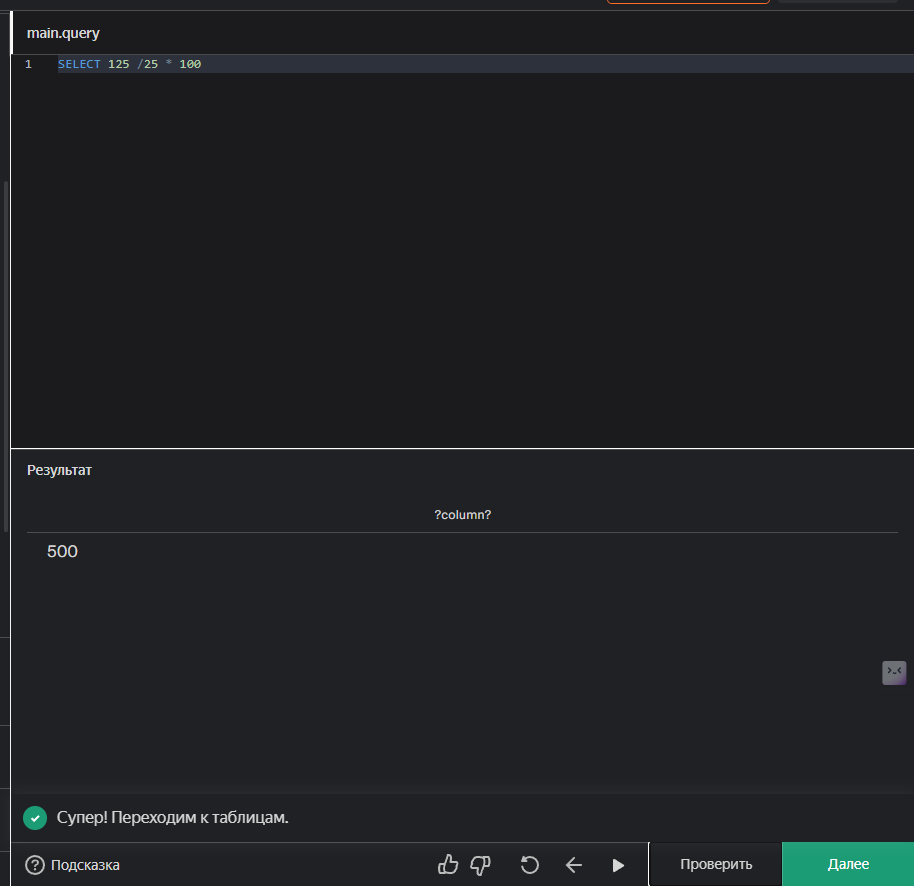 main.query
1 SELECT 125 /25 * 100
Результат
?column?
500
Супер! Переходим к таблицам.
Подсказка
Проверить
Далее